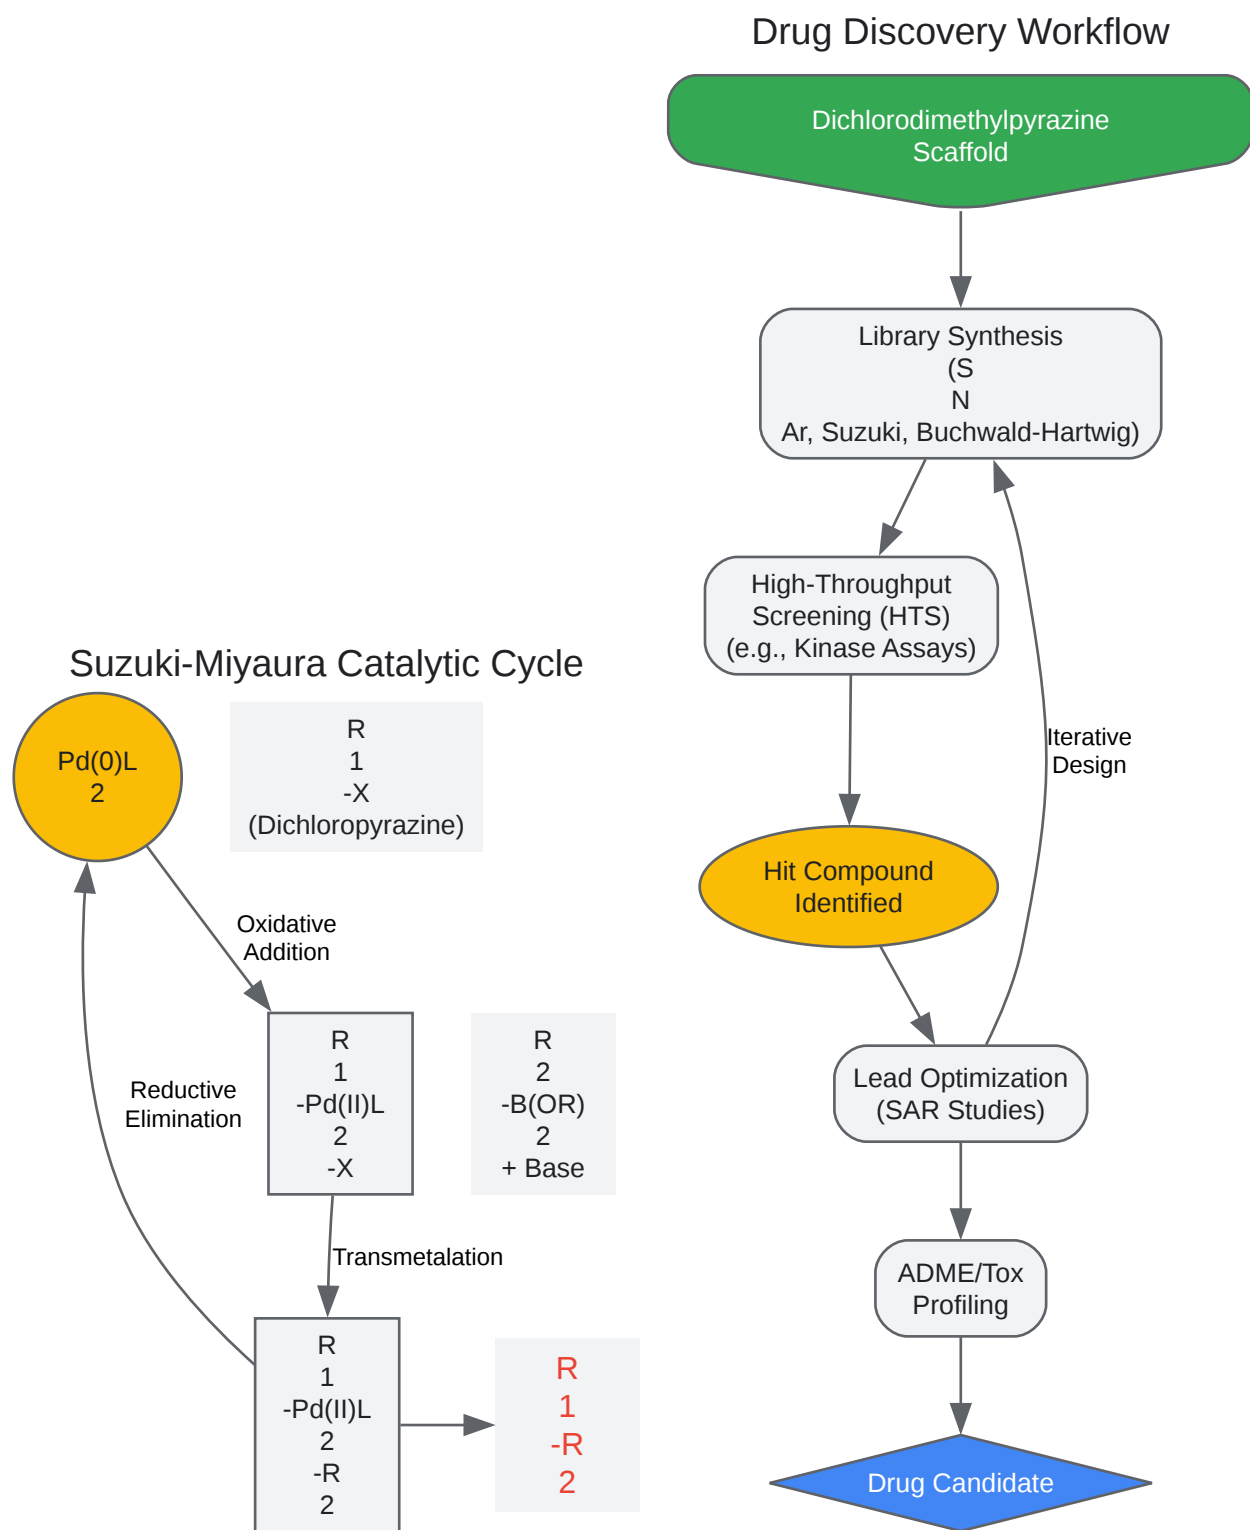 Drug Discovery Workflow
Dichlorodimethylpyrazine
Scaffold
Library Synthesis
(S
N
Ar, Suzuki, Buchwald-Hartwig)
High-Throughput
Screening (HTS)
(e.g., Kinase Assays)
Iterative
Design
Hit Compound
Identified
Lead Optimization
(SAR Studies)
ADME/Tox
Profiling
Drug Candidate
Suzuki-Miyaura Catalytic Cycle
Pd(0)L
2
R
1
-X
(Dichloropyrazine)
Oxidative
Addition
R
1
-Pd(II)L
2
-X
R
2
-B(OR)
2
+ Base
Reductive
Elimination
Transmetalation
R
1
-Pd(II)L
2
-R
2
R
1
-R
2